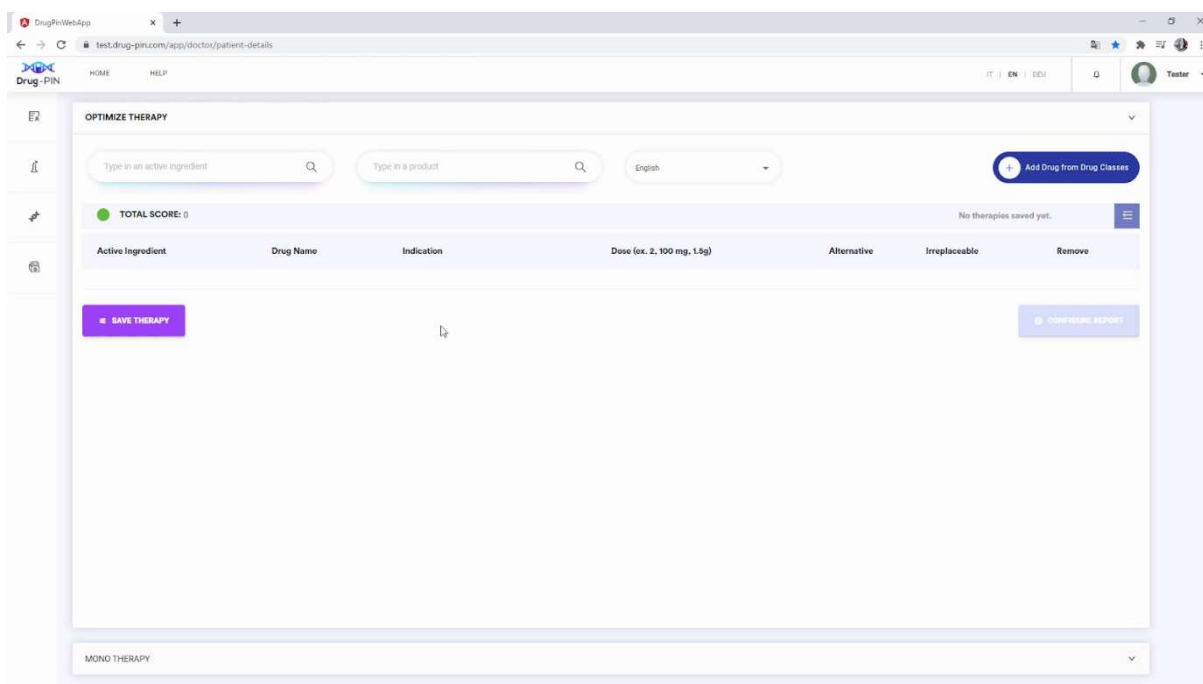 DrugPinWebApp
test.drug-pin.com/app/doctor/patient-details
Drug-PIN
HOME HELP IT | EN | DEU Tester
OPTIMIZE THERAPY
Type in an active ingredient Type in a product English Add Drug from Drug Classes
TOTAL SCORE: 0 No therapies saved yet.
Active Ingredient Drug Name Indication Dose (ex. 2, 100 mg, 1.5g) Alternative Irreplaceable Remove
SAVE THERAPY CONFIGURE REPORT
MONO THERAPY